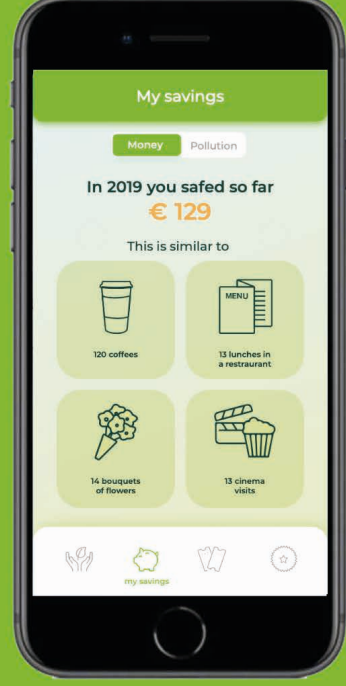 My savings
Money
Pollution
In 2019 you safed so far
€ 129
This is similar to
MENU
120 coffees
13 lunches in
a restraurant
14 bouquets
of flowers
13 cinema
visits
my savings